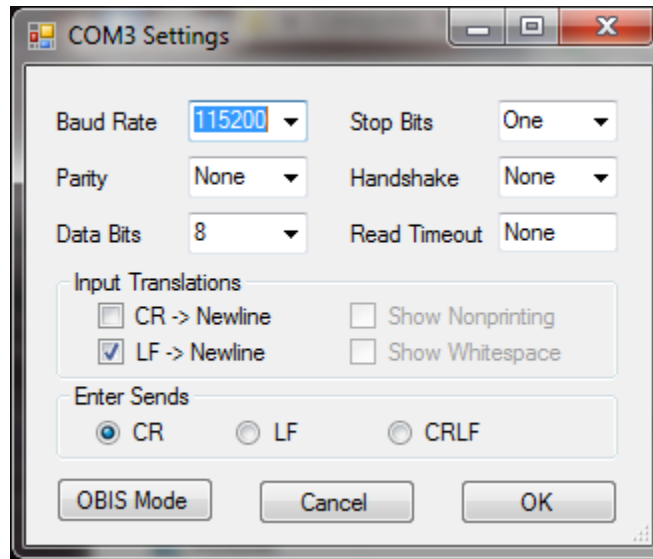 COM3 Settings
Baud Rate 115200 Stop Bits One
Parity None Handshake None
Data Bits 8 Read Timeout None
Input Translations
CR -> Newline Show Nonprinting
LF -> Newline Show Whitespace
Enter Sends
CR LF CRLF
OBIS Mode Cancel OK